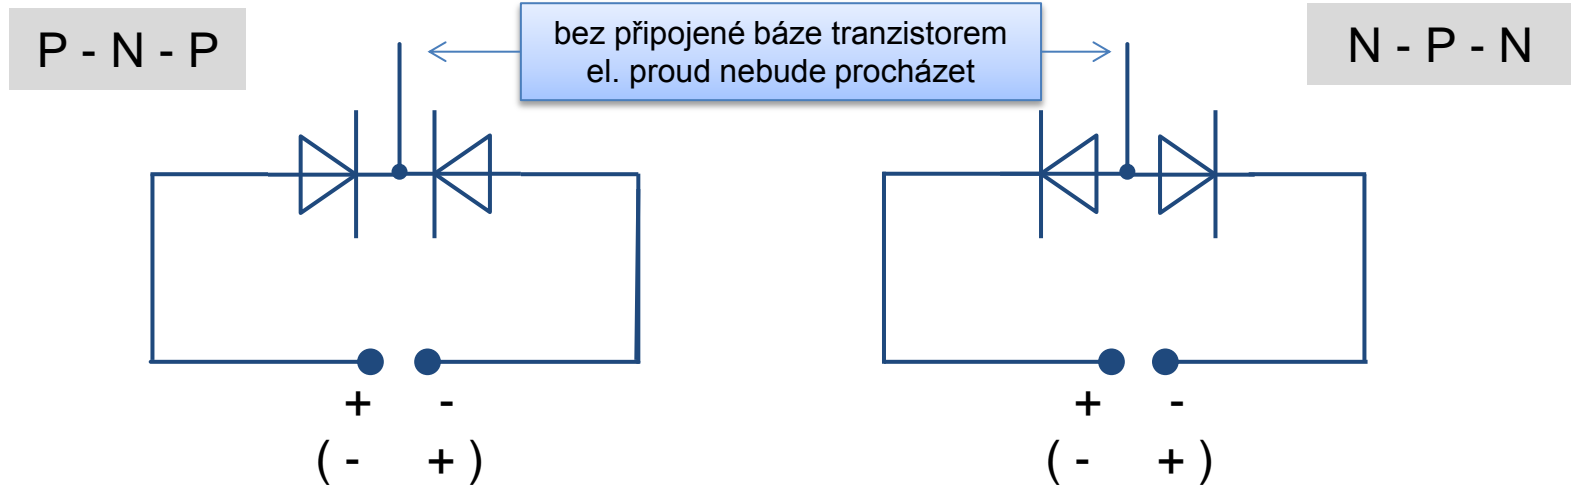 P - N - P
bez připojené báze tranzistorem
el. proud nebude procházet
N - P - N
+ -
( - + )
+ -
( - + )